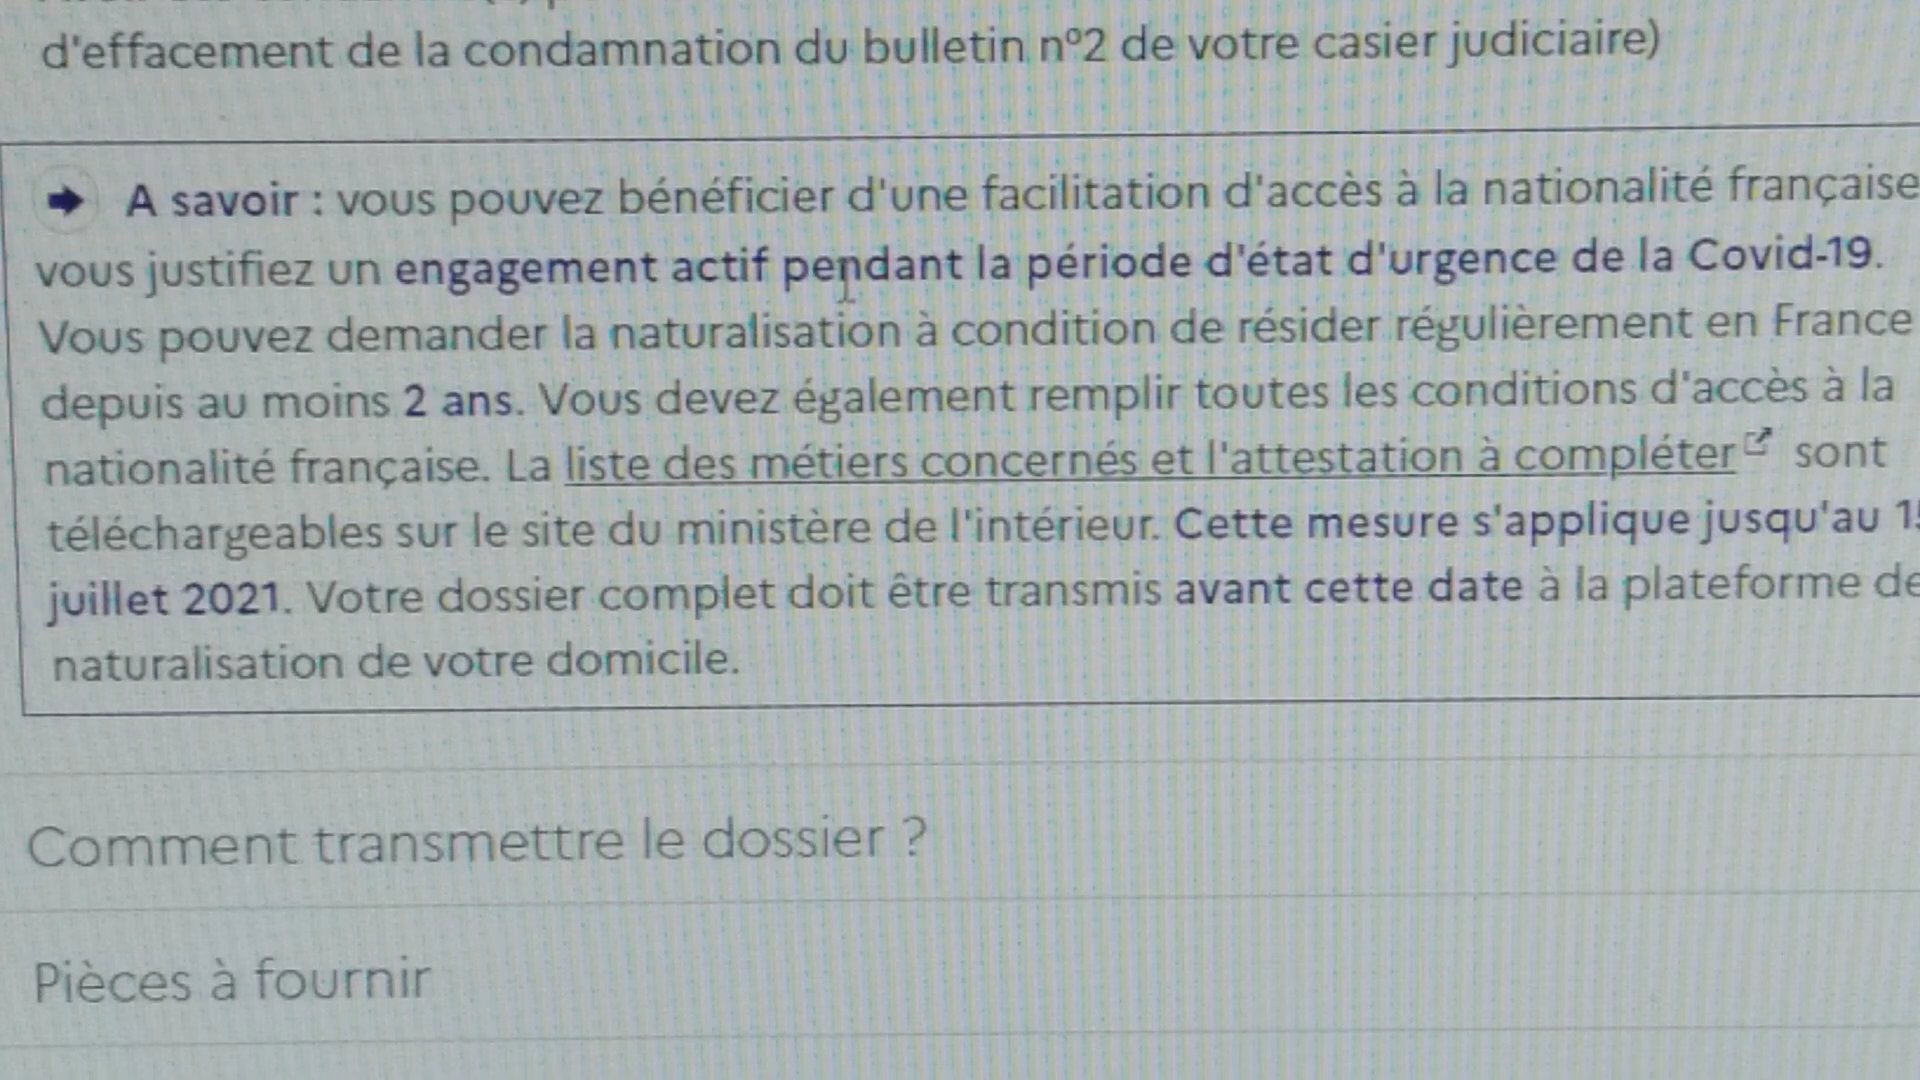 d'effacement de la condamnation du bulletin n°2 de votre casier judiciaire)
A savoir : vous pouvez bénéficier d'une facilitation d'accès à la nationalité française
vous justifiez un engagement actif pendant la période d'état d'urgence de la Covid-19.
Vous pouvez demander la naturalisation à condition de résider régulièrement en France
depuis au moins 2 ans. Vous devez également remplir toutes les conditions d'accès à la
nationalité française. La liste des métiers concernés et l'attestation à compléter sont
téléchargeables sur le site du ministère de l'intérieur. Cette mesure s'applique jusqu'au
juillet 2021. Votre dossier complet doit être transmis avant cette date à la plateforme de
naturalisation de votre domicile.
Comment transmettre le dossier ?
Pièces à fournir